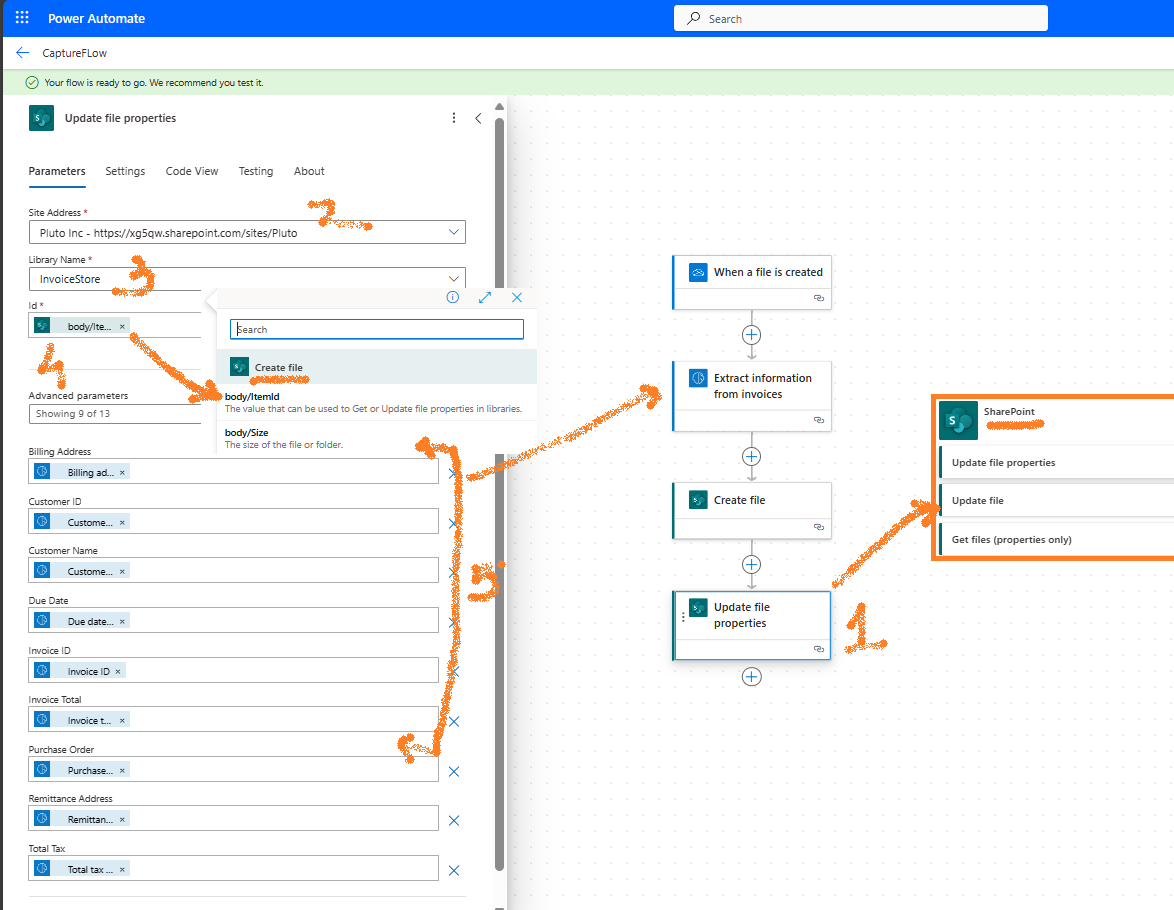 Power Automate
Search
CaptureFLow
Your flow is ready to go. We recommend you test it.
Update file properties
Parameters Settings Code View Testing About
2
Site Address *
Pluto Inc - https://xg5qw.sharepoint.com/sites/Pluto
Library Name *
InvoiceStore
3
Id *
body/Ite... ×
4
Search
Create file
body/ItemId
The value that can be used to Get or Update file properties in libraries.
body/Size
The size of the file or folder.
Advanced parameters
Showing 9 of 13
Billing Address
Billing ad... ×
Customer ID
Custome... ×
Customer Name
Custome... ×
5
Due Date
Due date... ×
Invoice ID
Invoice ID ×
Invoice Total
Invoice t... ×
Purchase Order
Purchase... ×
Remittance Address
Remittan... ×
Total Tax
Total tax ... ×
When a file is created
Extract information
from invoices
Create file
Update file
properties
1
SharePoint
Update file properties
Update file
Get files (properties only)